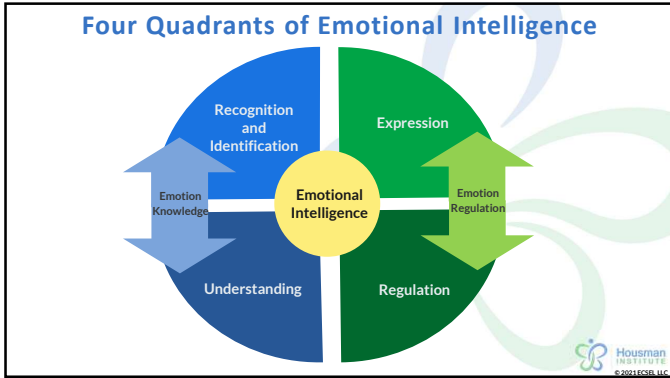 Four Quadrants of Emotional Intelligence
Recognition
and
Identification
Expression
Emotion
Knowledge
Emotional
Intelligence
Emotion
Regulation
Understanding
Regulation
Housman
INSTITUTE
© 2021 ECSEL LLC